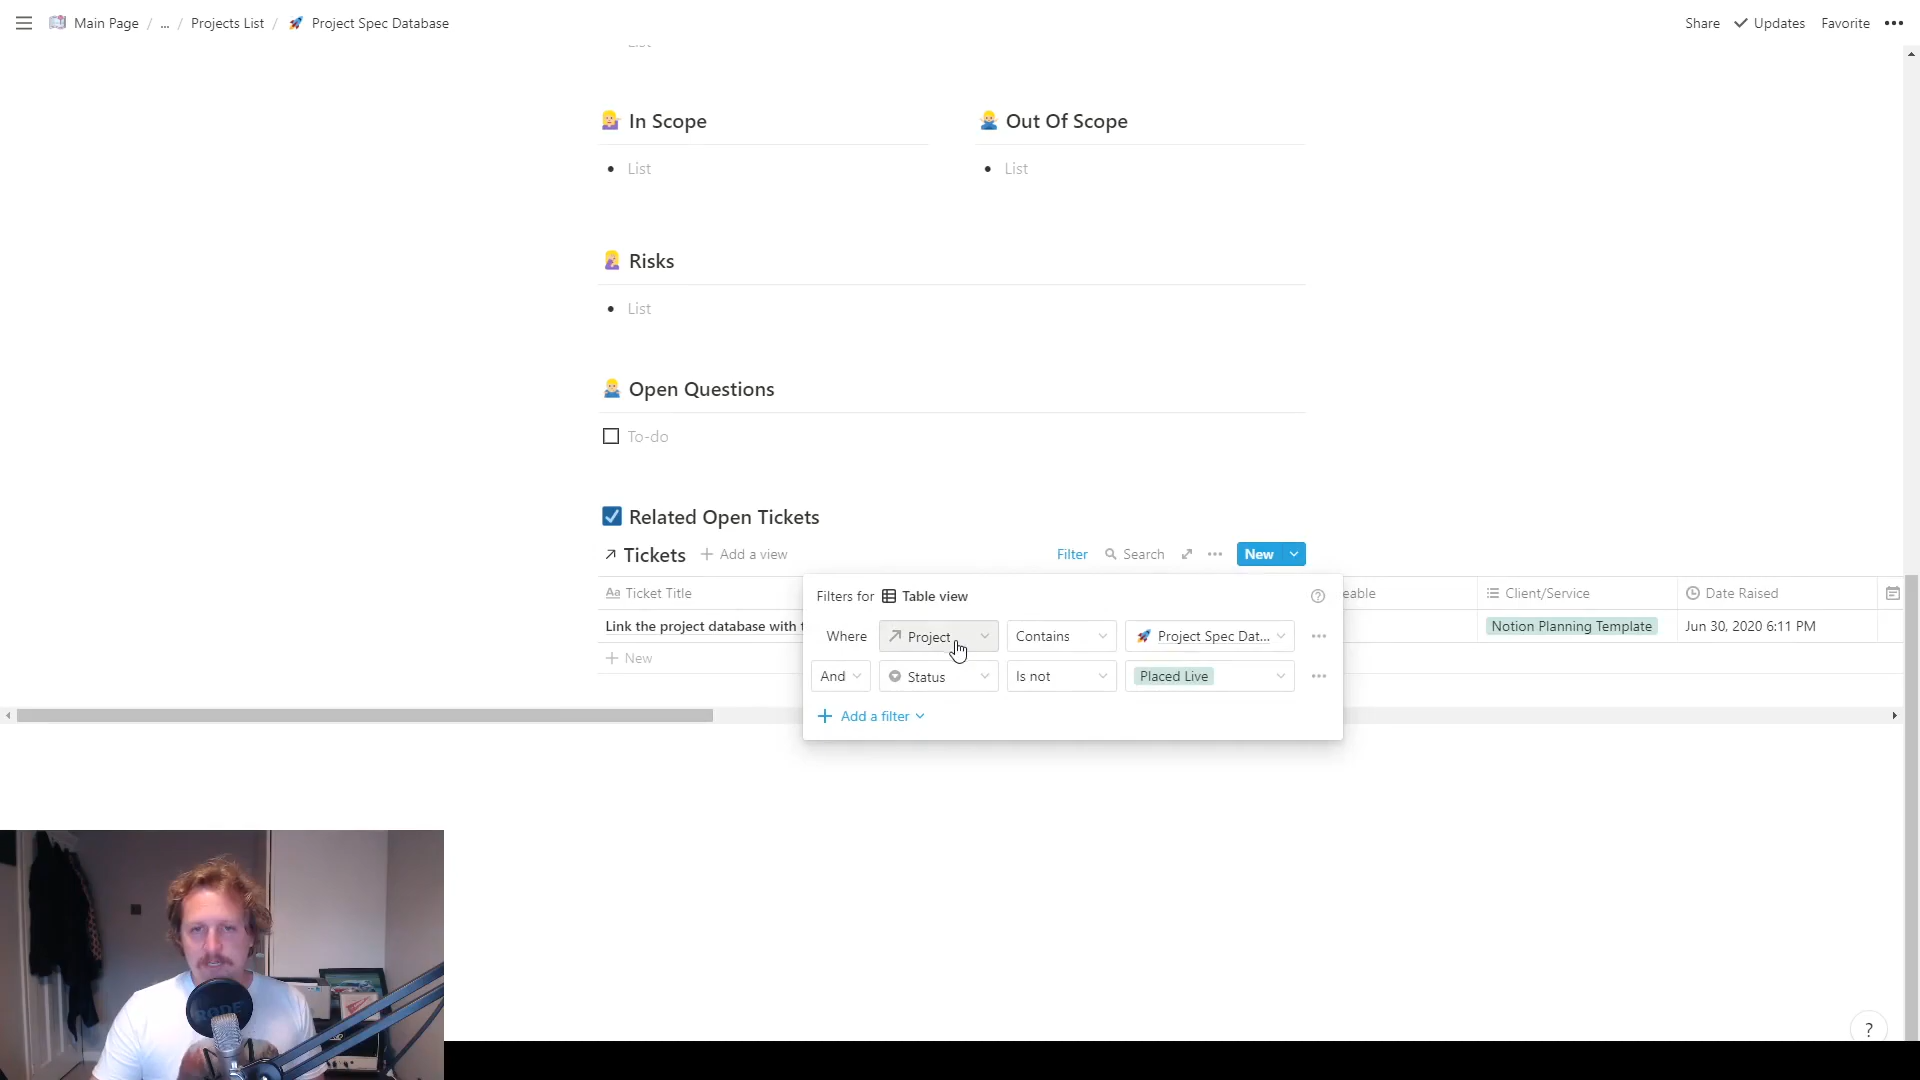 Main Page / ... / Projects List / Project Spec Database
Share Updates Favorite
List
In Scope
Out Of Scope
List
List
Risks
List
Open Questions
To-do
Related Open Tickets
Tickets + Add a view
Filter Search New
Aa Ticket Title
eable
Client/Service
Date Raised
Link the project database with t
Notion Planning Template
Jun 30, 2020 6:11 PM
+ New
Filters for Table view
Where Project Contains Project Spec Dat...
And Status Is not Placed Live
+ Add a filter
RODE
?